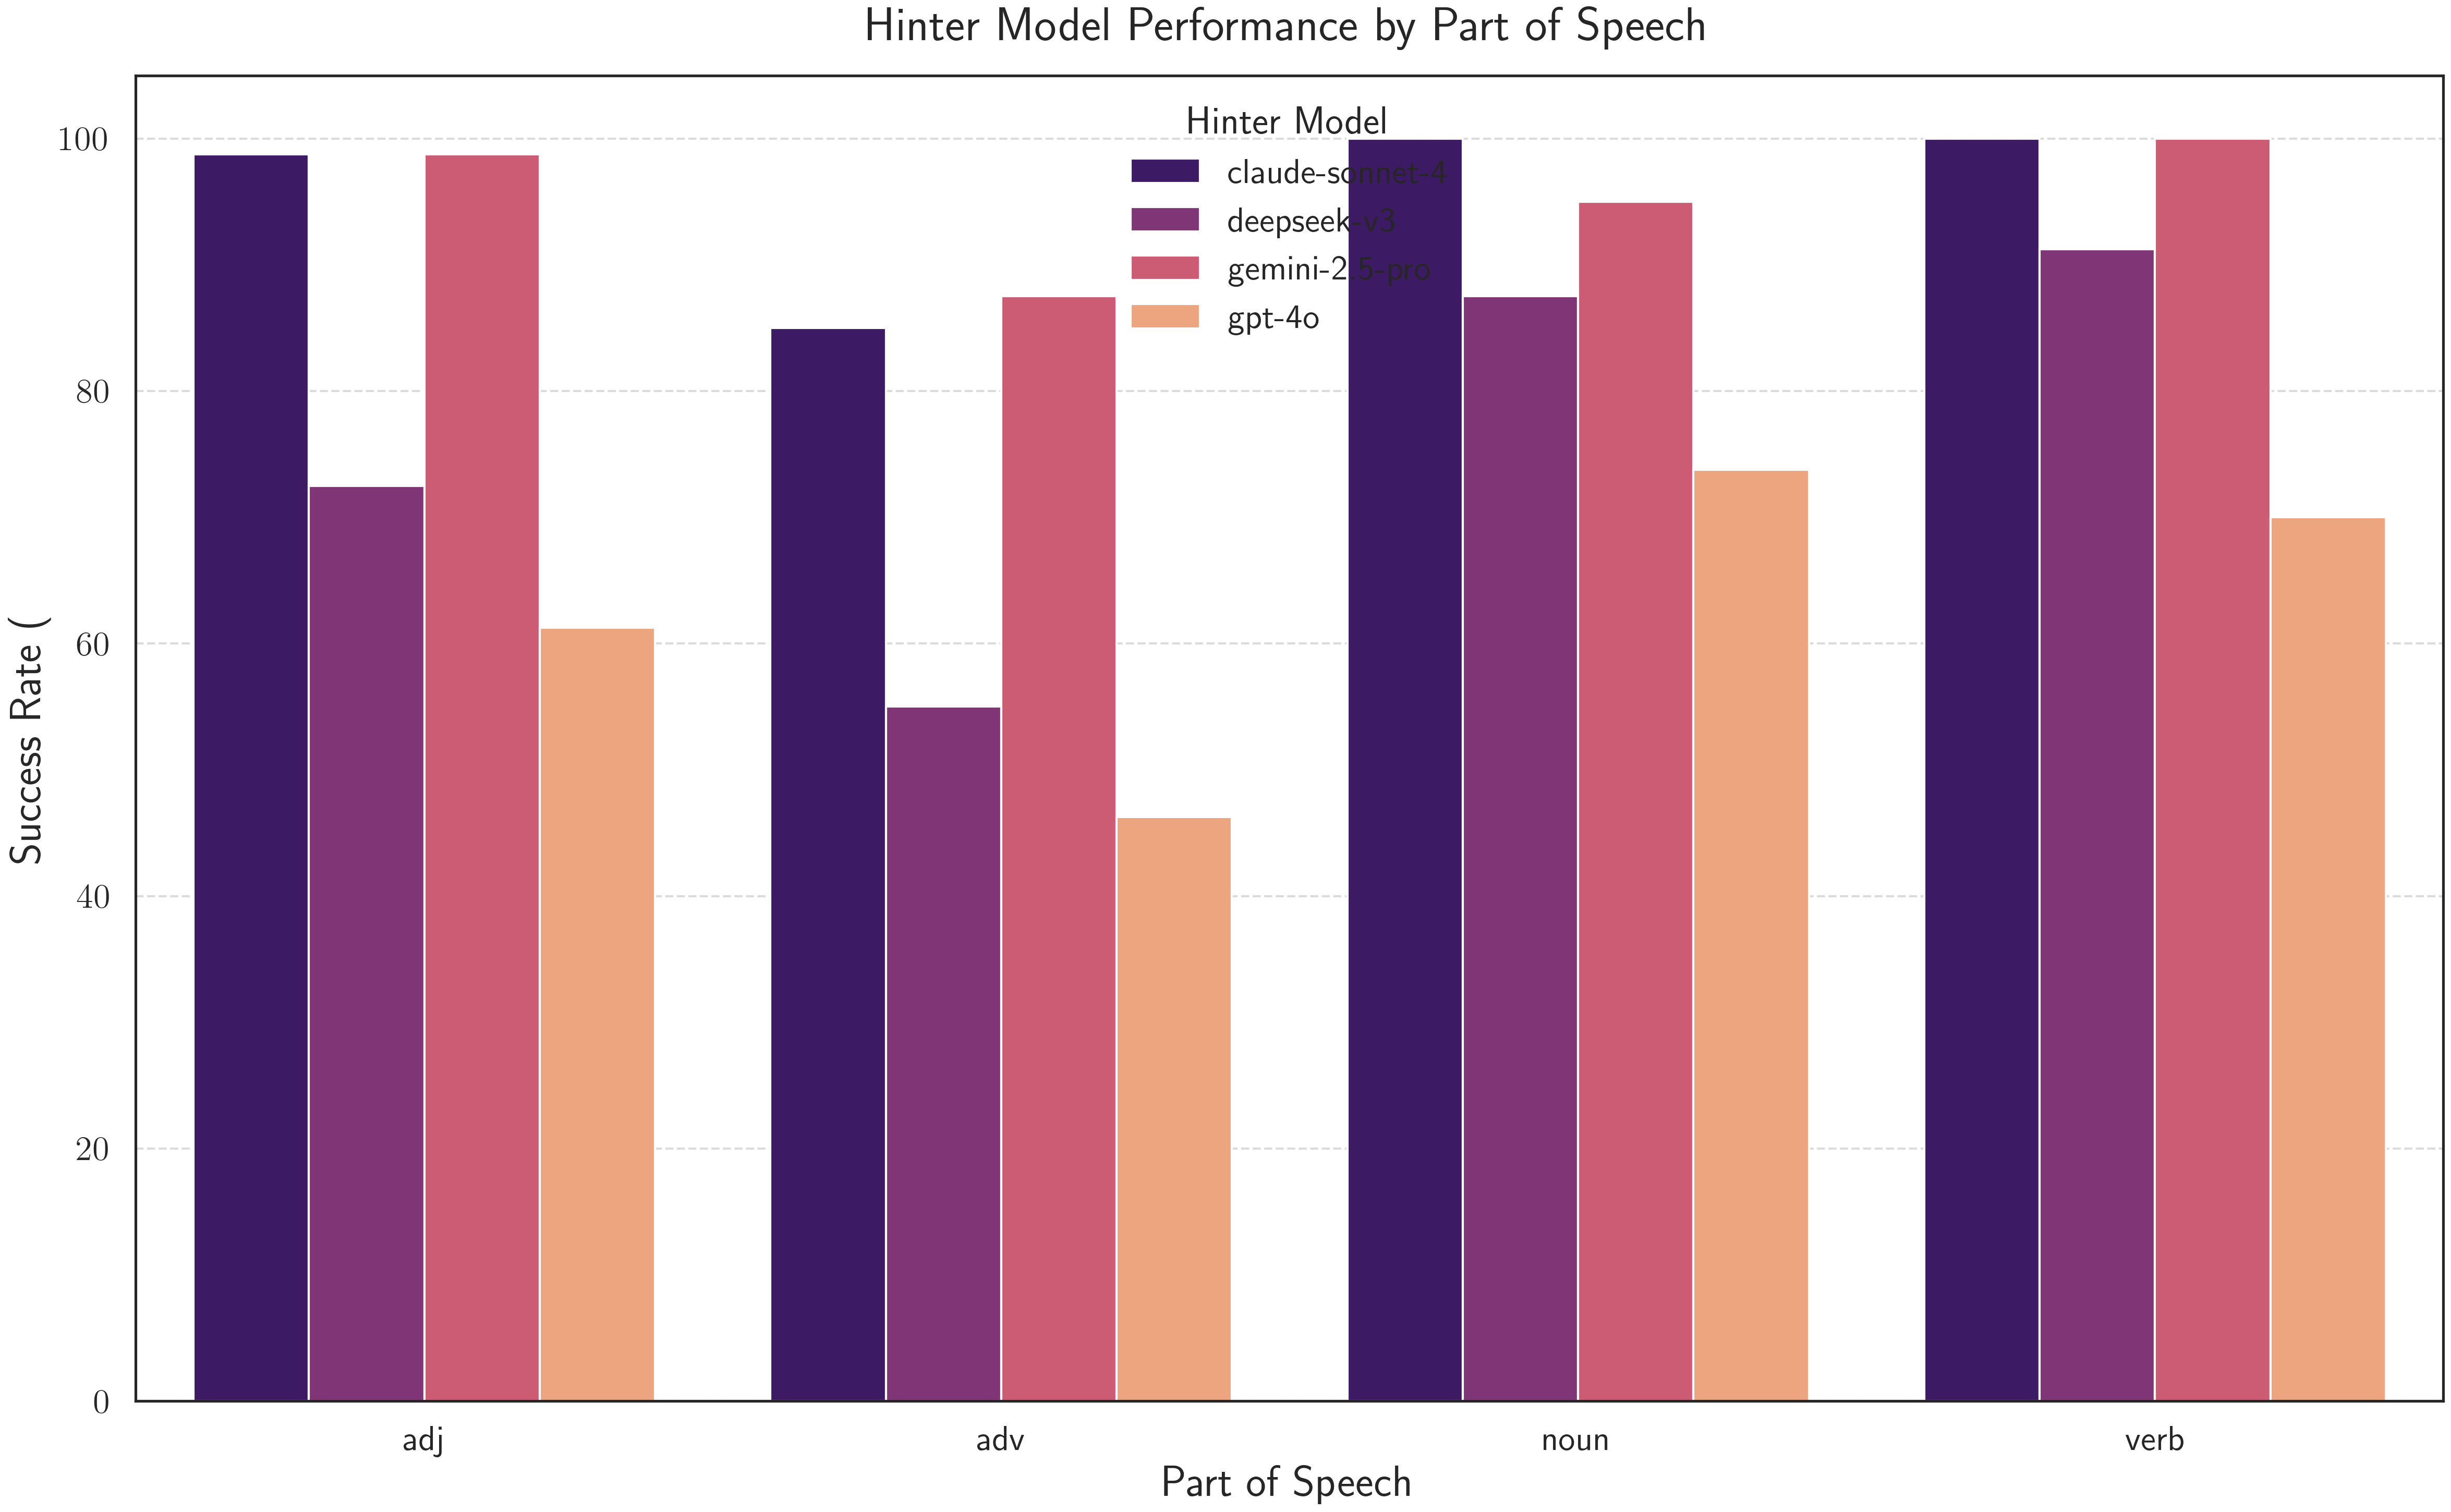 Hinter Model Performance by Part of Speech
Hinter Model
claude-sonnet-4
deepseek-v3
gemini-2.5-pro
gpt-4o
Success Rate (
100
80
60
40
20
0
adj
adv
noun
verb
Part of Speech